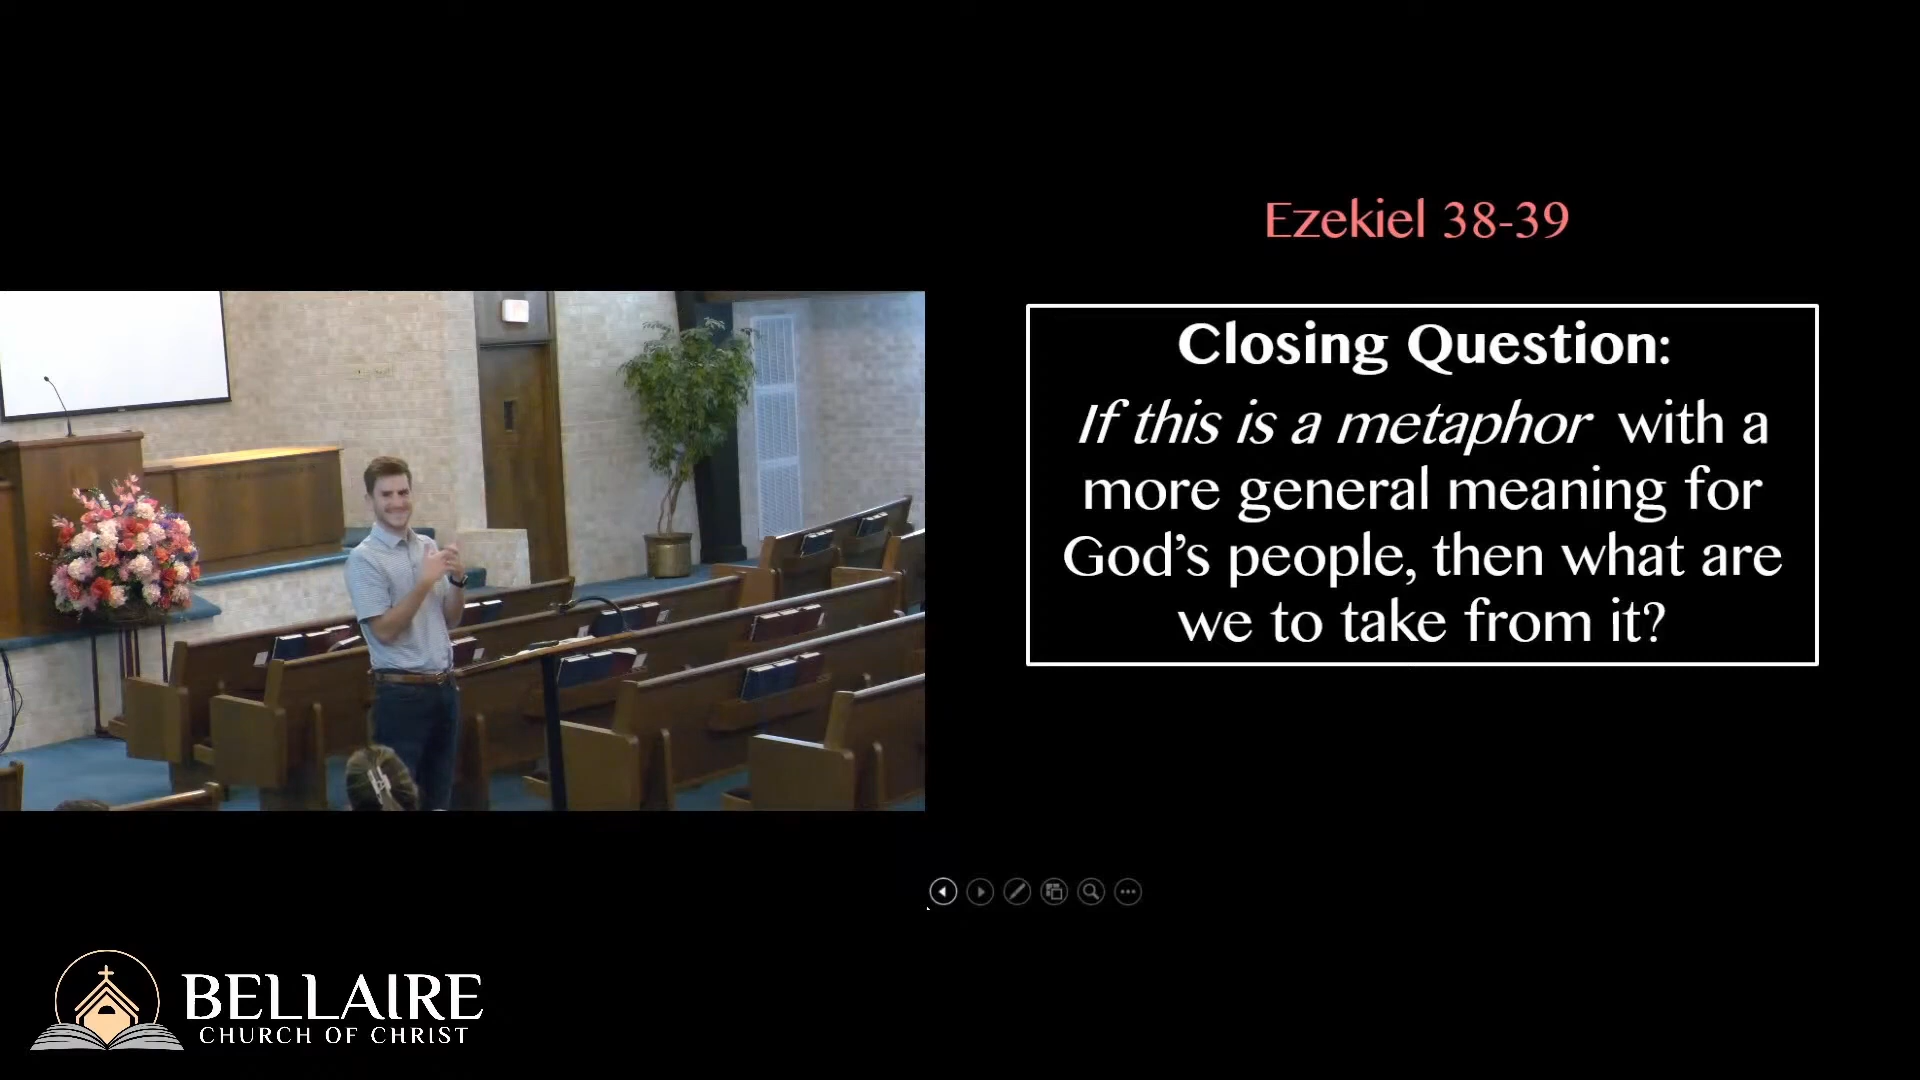 Ezekiel 38-39
Closing Question:
If this is a metaphor with a
more general meaning for
God's people, then what are
we to take from it?
BELLAIRE
CHURCH OF CHRIST